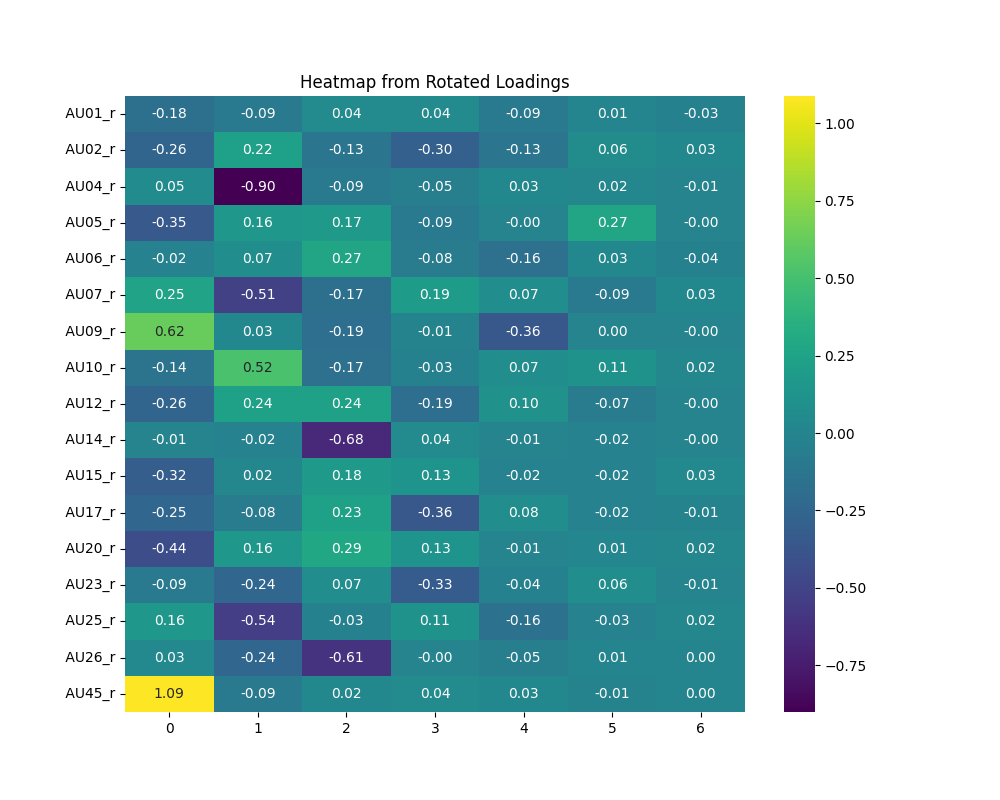 Heatmap from Rotated Loadings
AU01_r -0.18 -0.09 0.04 0.04 -0.09 0.01 -0.03
AU02_r -0.26 0.22 -0.13 -0.30 -0.13 0.06 0.03
AU04_r 0.05 -0.90 -0.09 -0.05 0.03 0.02 -0.01
AU05_r -0.35 0.16 0.17 -0.09 -0.00 0.27 -0.00
AU06_r -0.02 0.07 0.27 -0.08 -0.16 0.03 -0.04
AU07_r 0.25 -0.51 -0.17 0.19 0.07 -0.09 0.03
AU09_r 0.62 0.03 -0.19 -0.01 -0.36 0.00 -0.00
AU10_r -0.14 0.52 -0.17 -0.03 0.07 0.11 0.02
AU12_r -0.26 0.24 0.24 -0.19 0.10 -0.07 -0.00
AU14_r -0.01 -0.02 -0.68 0.04 -0.01 -0.02 -0.00
AU15_r -0.32 0.02 0.18 0.13 -0.02 -0.02 0.03
AU17_r -0.25 -0.08 0.23 -0.36 0.08 -0.02 -0.01
AU20_r -0.44 0.16 0.29 0.13 -0.01 0.01 0.02
AU23_r -0.09 -0.24 0.07 -0.33 -0.04 0.06 -0.01
AU25_r 0.16 -0.54 -0.03 0.11 -0.16 -0.03 0.02
AU26_r 0.03 -0.24 -0.61 -0.00 -0.05 0.01 0.00
AU45_r 1.09 -0.09 0.02 0.04 0.03 -0.01 0.00
0 1 2 3 4 5 6
1.00
0.75
0.50
0.25
0.00
−0.25
−0.50
−0.75